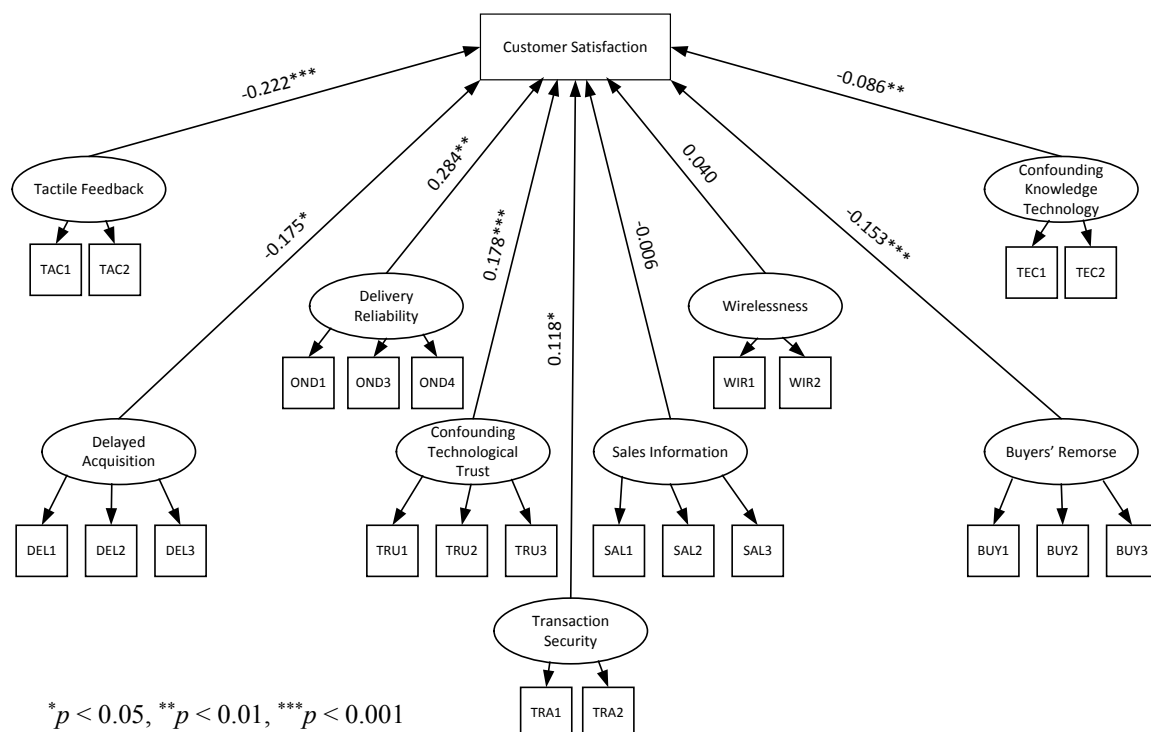 Customer Satisfaction
-0.222***
-0.086**
0.284**
0.040
Tactile Feedback
Confounding
Knowledge
Technology
-0.175*
0.178***
-0.006
-0.153***
TAC1
TAC2
TEC1
TEC2
Delivery
Reliability
Wirelessness
0.118*
OND1
OND3
OND4
WIR1
WIR2
Delayed
Acquisition
Confounding
Technological
Trust
Sales Information
Buyers’ Remorse
DEL1
DEL2
DEL3
TRU1
TRU2
TRU3
SAL1
SAL2
SAL3
BUY1
BUY2
BUY3
Transaction
Security
TRA1
TRA2
*p < 0.05, **p < 0.01, ***p < 0.001